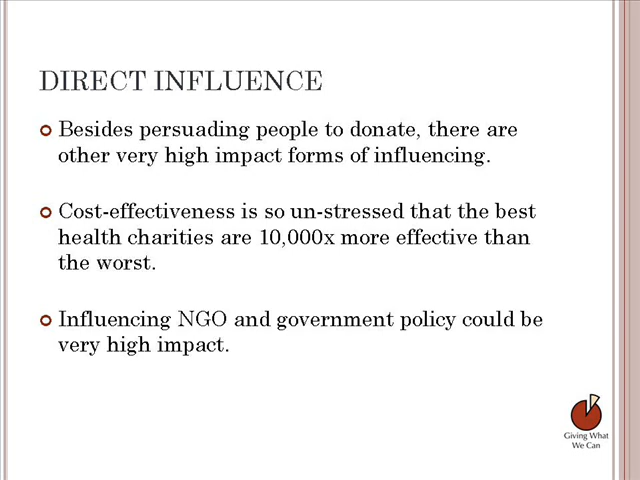 DIRECT INFLUENCE
Besides persuading people to donate, there are
other very high impact forms of influencing.
Cost-effectiveness is so un-stressed that the best
health charities are 10,000x more effective than
the worst.
Influencing NGO and government policy could be
very high impact.
Giving What
We Can